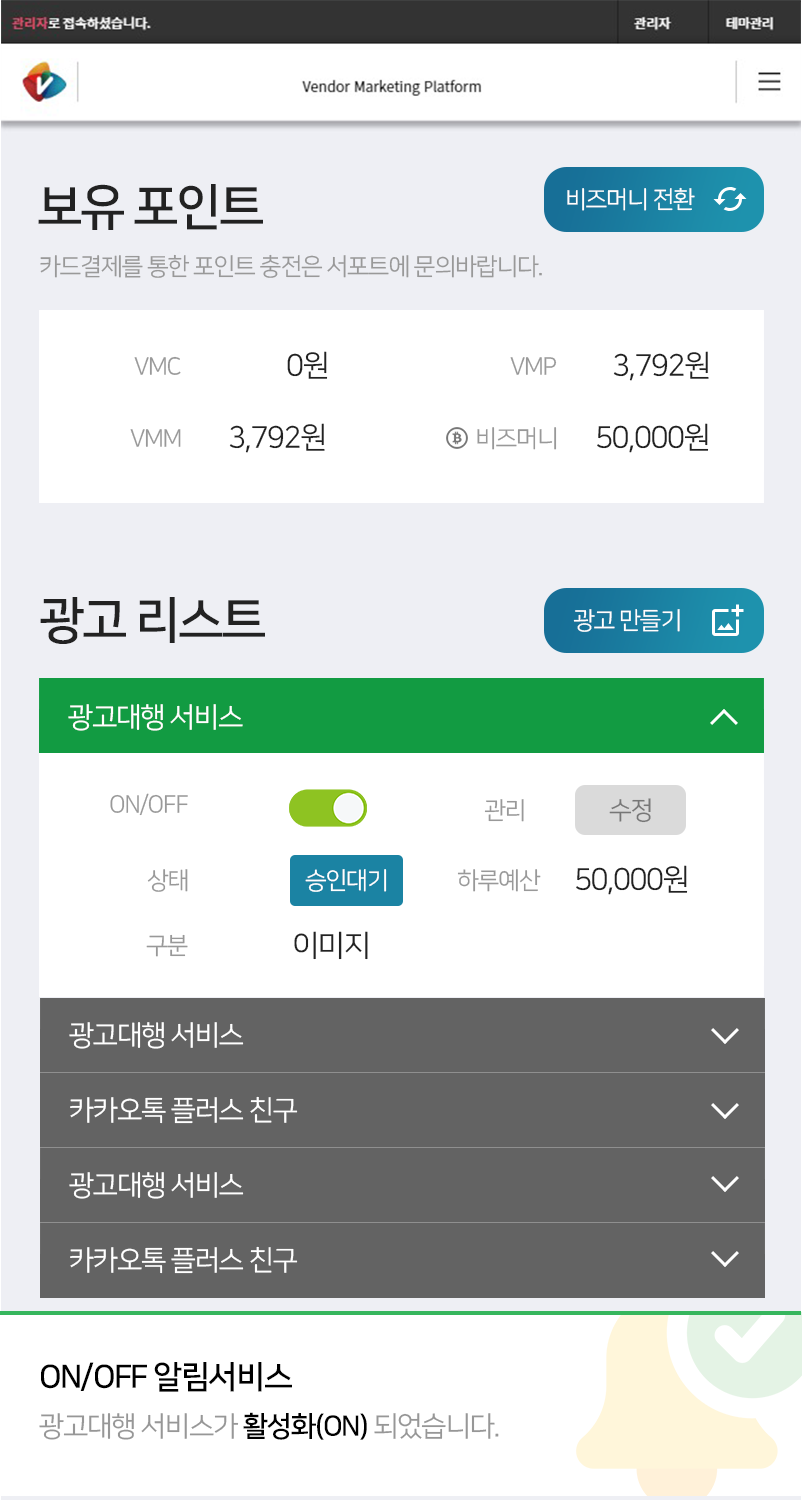 관리자로 접속하셨습니다. 관리자 테마관리
Vendor Marketing Platform
보유 포인트 비즈머니 전환
카드결제를 통한 포인트 충전은 서포트에 문의바랍니다.
VMC 0원 VMP 3,792원
VMM 3,792원 비즈머니 50,000원
광고 리스트 광고 만들기
광고대행 서비스
ON/OFF 관리 수정
상태 승인대기 하루예산 50,000원
구분 이미지
광고대행 서비스
카카오톡 플러스 친구
광고대행 서비스
카카오톡 플러스 친구
ON/OFF 알림서비스
광고대행 서비스가 활성화(ON) 되었습니다.